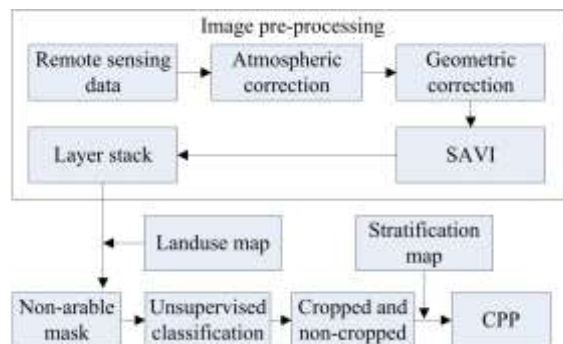 Image pre-processing
Remote sensing
data
Atmospheric
correction
Geometric
correction
Layer stack
SAVI
Landuse map
Stratification
map
Non-arable
mask
Unsupervised
classification
Cropped and
non-cropped
CPP